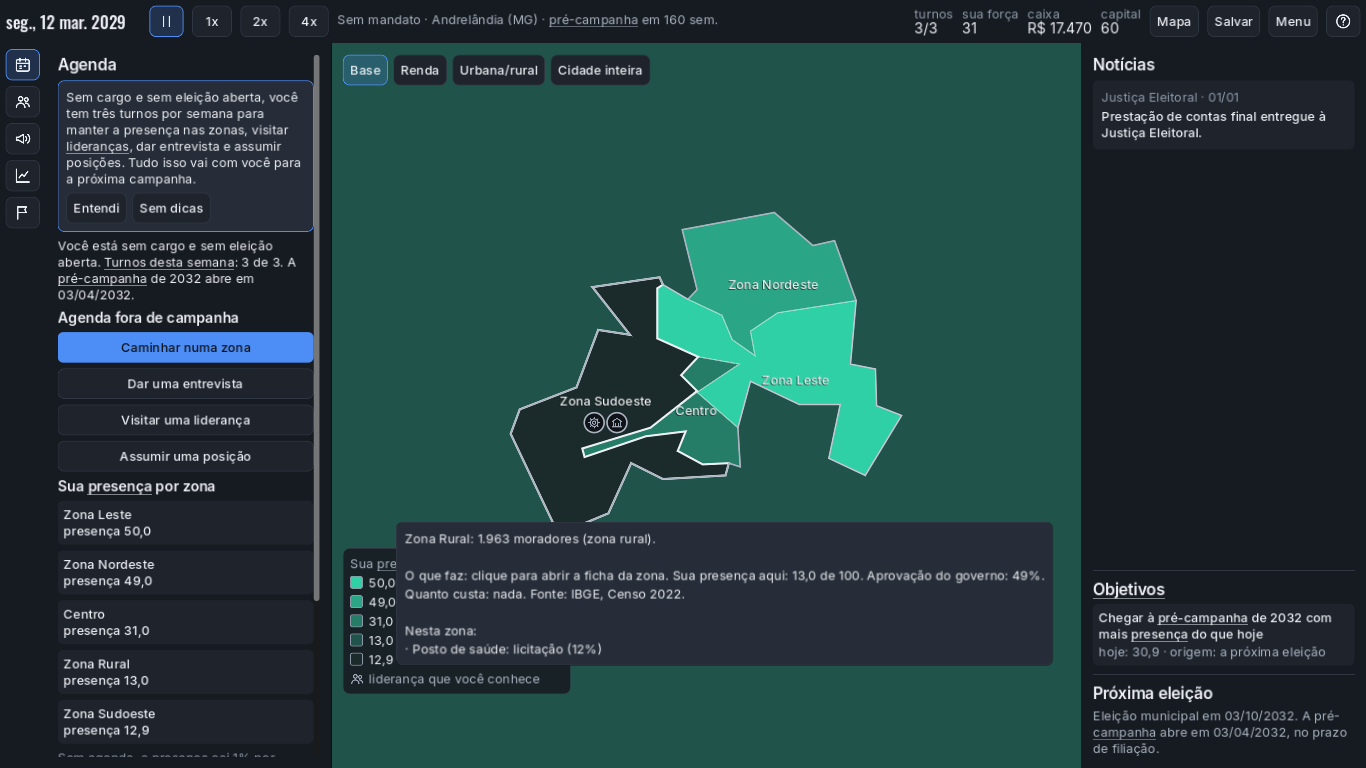 seg., 12 mar. 2029
1x
2x
4x
Sem mandato · Andrelândia (MG) · pré-campanha em 160 sem.
turnos
3/3
sua força
31
caixa
R$ 17.470
capital
60
Mapa
Salvar
Menu
Agenda
Sem cargo e sem eleição aberta, você
tem três turnos por semana para
manter a presença nas zonas, visitar
lideranças, dar entrevista e assumir
posições. Tudo isso vai com você para
a próxima campanha.
Entendi
Sem dicas
Você está sem cargo e sem eleição
aberta. Turnos desta semana: 3 de 3. A
pré-campanha de 2032 abre em
03/04/2032.
Agenda fora de campanha
Caminhar numa zona
Dar uma entrevista
Visitar uma liderança
Assumir uma posição
Sua presença por zona
Zona Leste
presença 50,0
Zona Nordeste
presença 49,0
Centro
presença 31,0
Zona Rural
presença 13,0
Zona Sudoeste
presença 12,9
Base
Renda
Urbana/rural
Cidade inteira
Zona Nordeste
Zona Leste
Zona Sudoeste
Centro
Sua pre
50,0
49,0
31,0
13,0
12,9
liderança que você conhece
Zona Rural: 1.963 moradores (zona rural).
O que faz: clique para abrir a ficha da zona. Sua presença aqui: 13,0 de 100. Aprovação do governo: 49%.
Quanto custa: nada. Fonte: IBGE, Censo 2022.
Nesta zona:
· Posto de saúde: licitação (12%)
Notícias
Justiça Eleitoral · 01/01
Prestação de contas final entregue à
Justiça Eleitoral.
Objetivos
Chegar à pré-campanha de 2032 com
mais presença do que hoje
hoje: 30,9 · origem: a próxima eleição
Próxima eleição
Eleição municipal em 03/10/2032. A pré-
campanha abre em 03/04/2032, no prazo
de filiação.